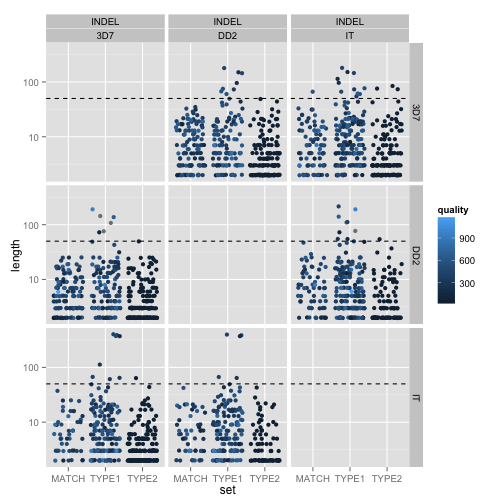 INDEL INDEL INDEL
3D7 DD2 IT
100
10
3D7
100
10
DD2
100
10
IT
length
quality
900
600
300
MATCH TYPE1 TYPE2 MATCH TYPE1 TYPE2 MATCH TYPE1 TYPE2
set